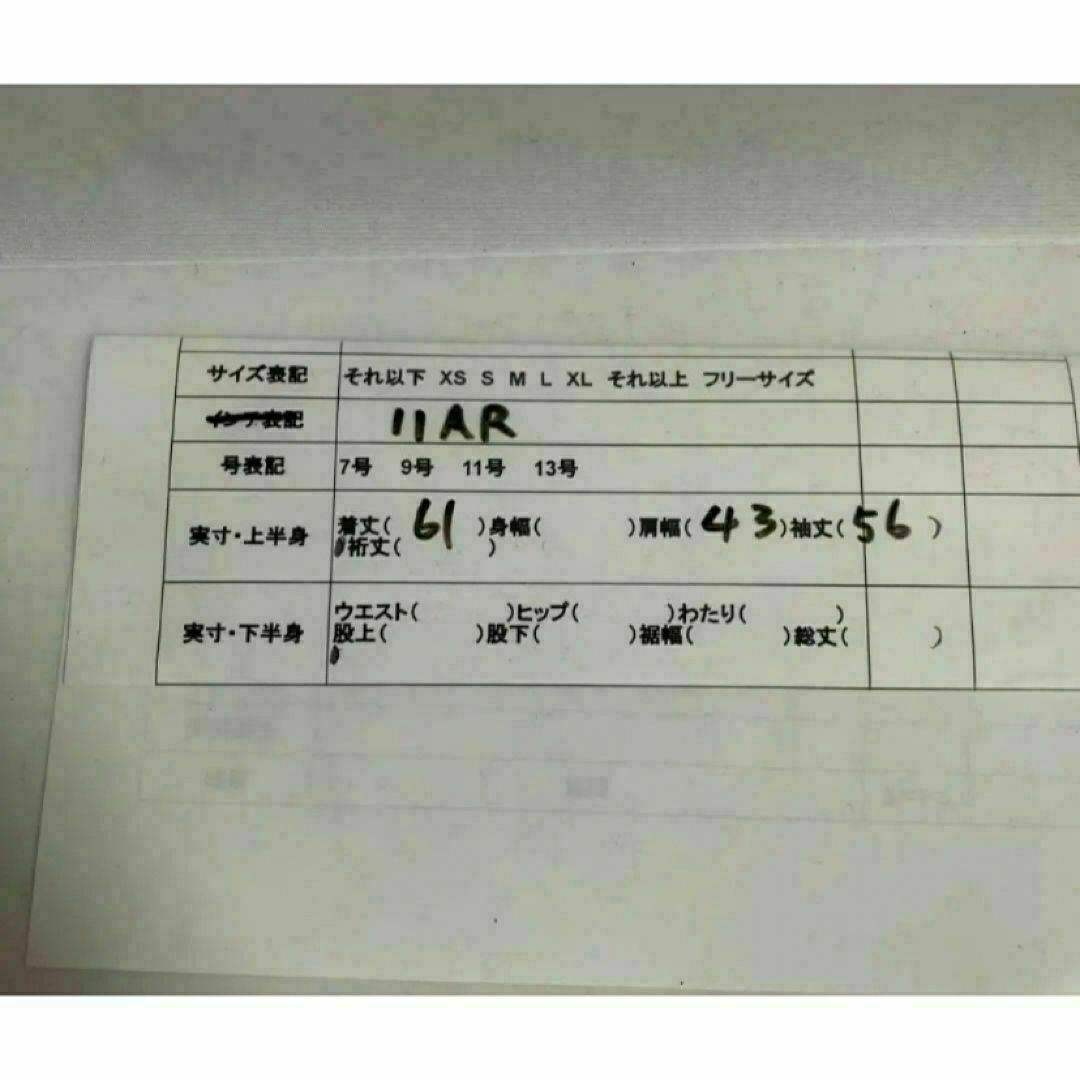 サイズ表記 それ以下 XS S M L XL それ以上 フリーサイズ
インチ表記 11AR
号表記 7号 9号 11号 13号
実寸・上半身 着丈( 61 )身幅( )肩幅( 43 )袖丈( 56 )
裄丈( )
実寸・下半身 ウエスト( )ヒップ( )わたり( )
股上( )股下( )裾幅( )総丈( )